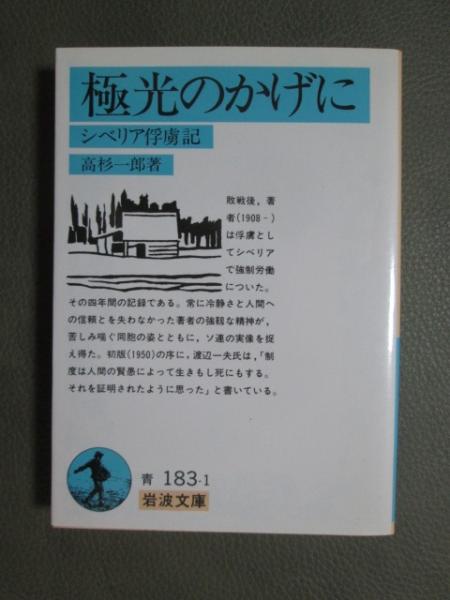 極光のかげに
シベリア俘虜記
高杉一郎著
敗戦後，著
者(1908－)
は俘虜とし
てシベリア
で強制労働
についた。
その四年間の記録である。常に冷静さと人間へ
の信頼とを失わなかった著者の強靱な精神が，
苦しみ喘ぐ同胞の姿とともに，ソ連の実像を捉
え得た。初版(1950)の序に，渡辺一夫氏は，「制
度は人間の賢愚によって生きもし死にもする。
それを証明されたように思った」と書いている。
青 183-1
岩波文庫